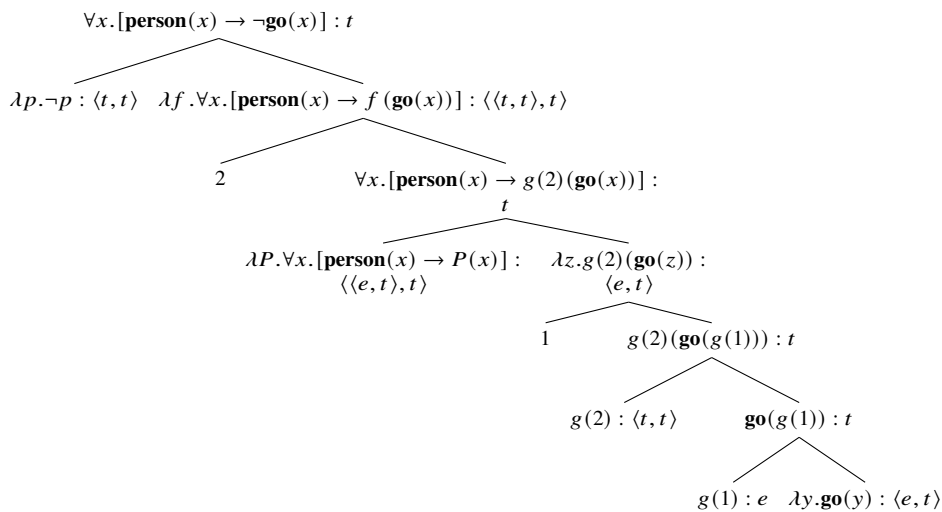 ∀x.[person(x) → ¬go(x)] : t
λp.¬p : ⟨t, t⟩ λf.∀x.[person(x) → f(go(x))] : ⟨⟨t, t⟩, t⟩
2 ∀x.[person(x) → g(2)(go(x))] :
t
λP.∀x.[person(x) → P(x)] : λz.g(2)(go(z)) :
⟨⟨e, t⟩, t⟩ ⟨e, t⟩
1 g(2)(go(g(1))) : t
g(2) : ⟨t, t⟩ go(g(1)) : t
g(1) : e λy.go(y) : ⟨e, t⟩